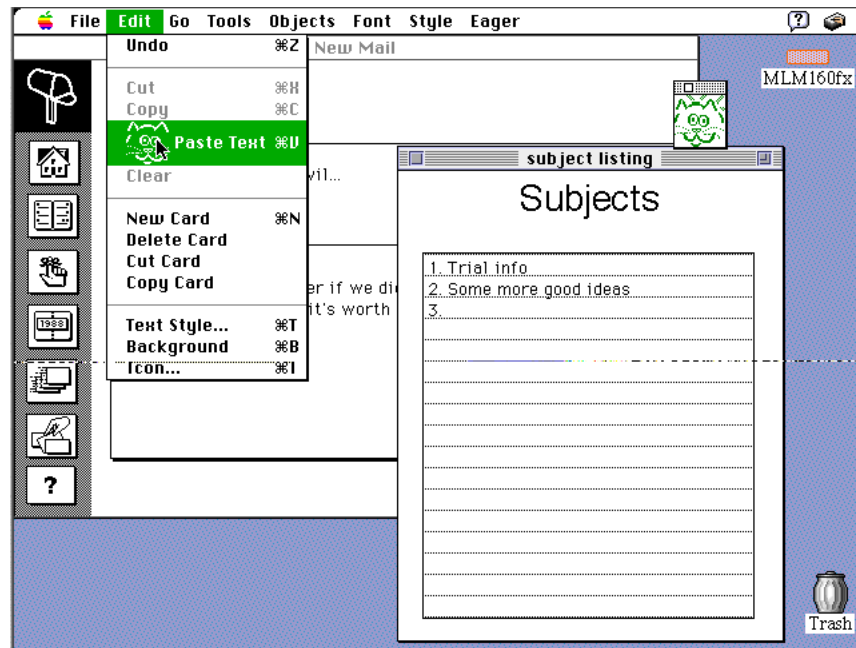 File Edit Go Tools Objects Font Style Eager
New Mail
MLM160fx
Undo ⌘Z
Cut ⌘X
Copy ⌘C
Paste Text ⌘V
Clear
New Card ⌘N
Delete Card
Cut Card
Copy Card
Text Style... ⌘T
Background ⌘B
Icon... ⌘I
er if we di
it's worth
1988
?
subject listing
Subjects
1. Trial info
2. Some more good ideas
3.
Trash